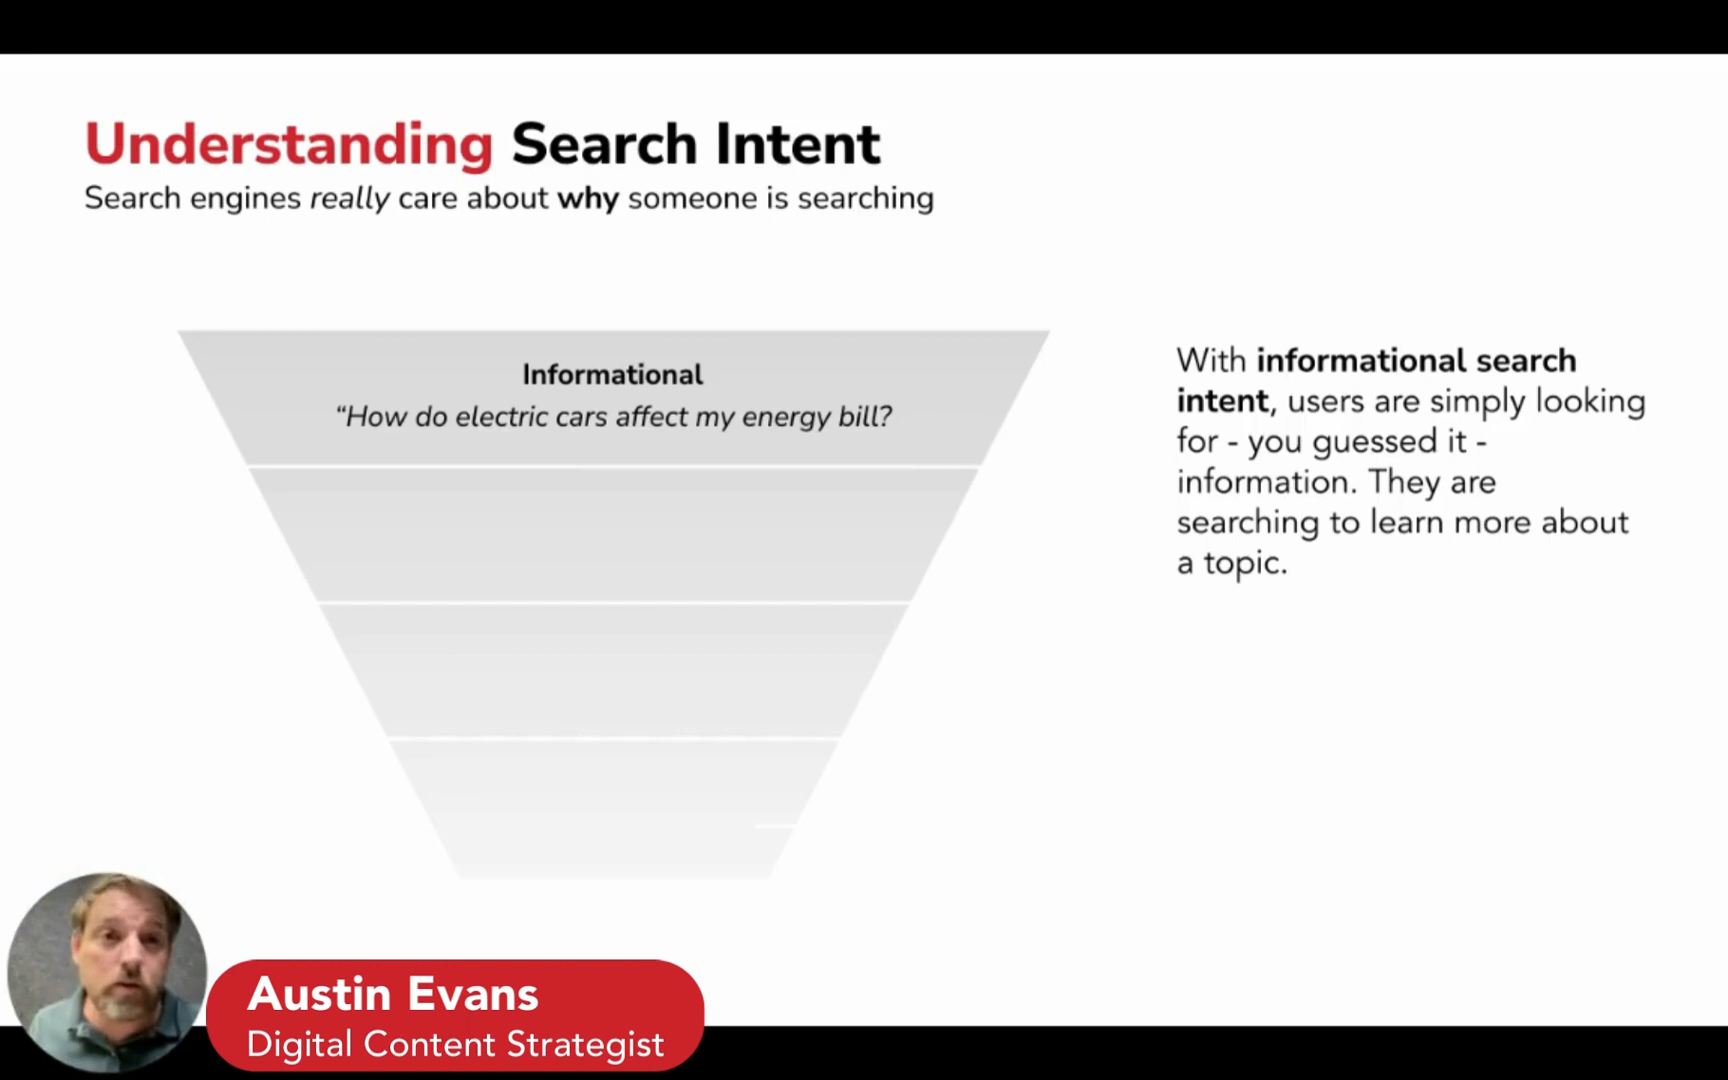 Understanding Search Intent
Search engines really care about why someone is searching
Informational
“How do electric cars affect my energy bill?
With informational search
intent, users are simply looking
for - you guessed it -
information. They are
searching to learn more about
a topic.
Austin Evans
Digital Content Strategist